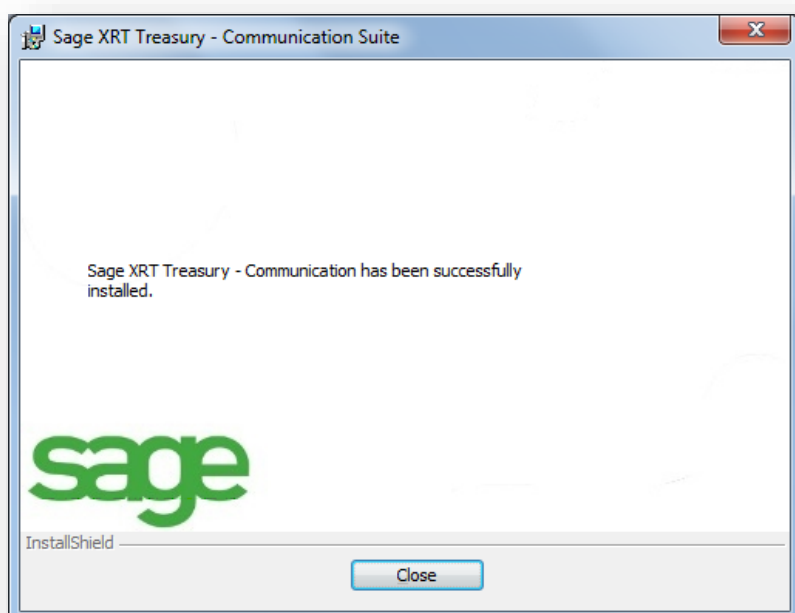 Sage XRT Treasury - Communication Suite
Sage XRT Treasury - Communication has been successfully
installed.
sage
InstallShield
Close